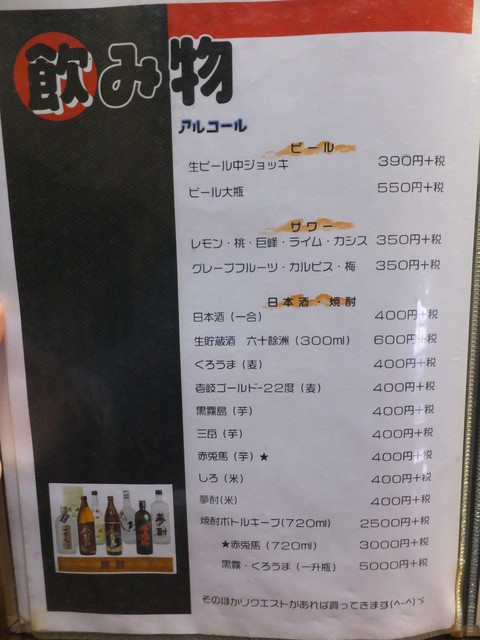 飲み物
アルコール
ビール
生ビール中ジョッキ 390円+税
ビール大瓶 550円+税
サワー
レモン・桃・巨峰・ライム・カシス 350円+税
グレープフルーツ・カルピス・梅 350円+税
日本酒・焼酎
日本酒(一合) 400円+税
生貯蔵酒 六十餘洲(300ml) 600円+税
くろうま(麦) 400円+税
壱岐ゴールド-22度(麦) 400円+税
黒霧島(芋) 400円+税
三岳(芋) 400円+税
赤兎馬(芋)★ 400円+税
しろ(米) 400円+税
夢酎(米) 400円+税
焼酎ボトルキープ(720ml) 2500円+税
★赤兎馬(720ml) 3000円+税
黒霧・くろうま(一升瓶) 5000円+税
焼酎
そのほかリクエストがあれば買ってきます(^-^)ゞ